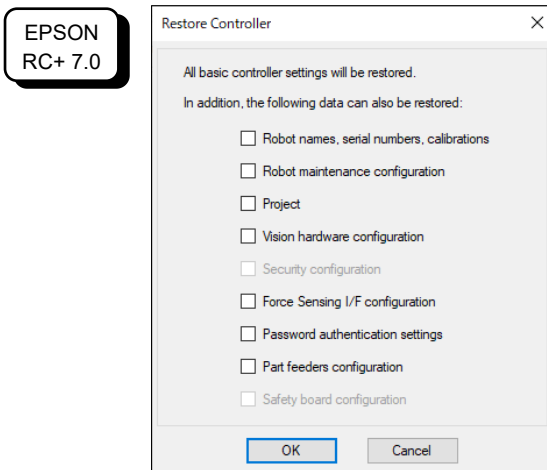 EPSON
RC+ 7.0
Restore Controller
All basic controller settings will be restored.
In addition, the following data can also be restored:
Robot names, serial numbers, calibrations
Robot maintenance configuration
Project
Vision hardware configuration
Security configuration
Force Sensing I/F configuration
Password authentication settings
Part feeders configuration
Safety board configuration
OK
Cancel